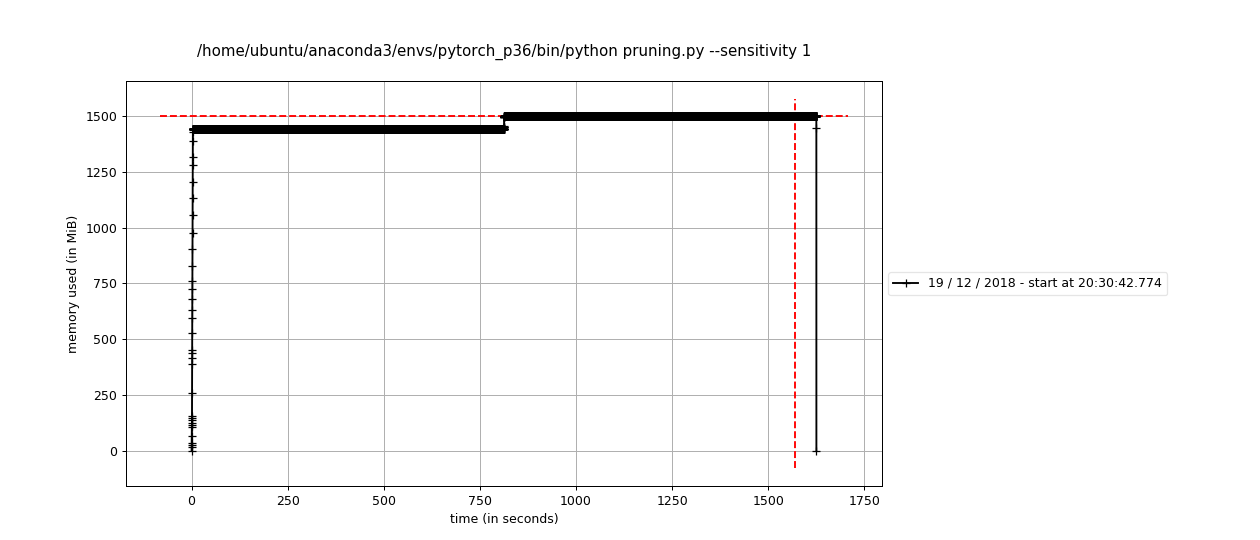 /home/ubuntu/anaconda3/envs/pytorch_p36/bin/python pruning.py --sensitivity 1
1500
1250
1000
750
500
250
0
memory used (in MiB)
0 250 500 750 1000 1250 1500 1750
time (in seconds)
19 / 12 / 2018 - start at 20:30:42.774